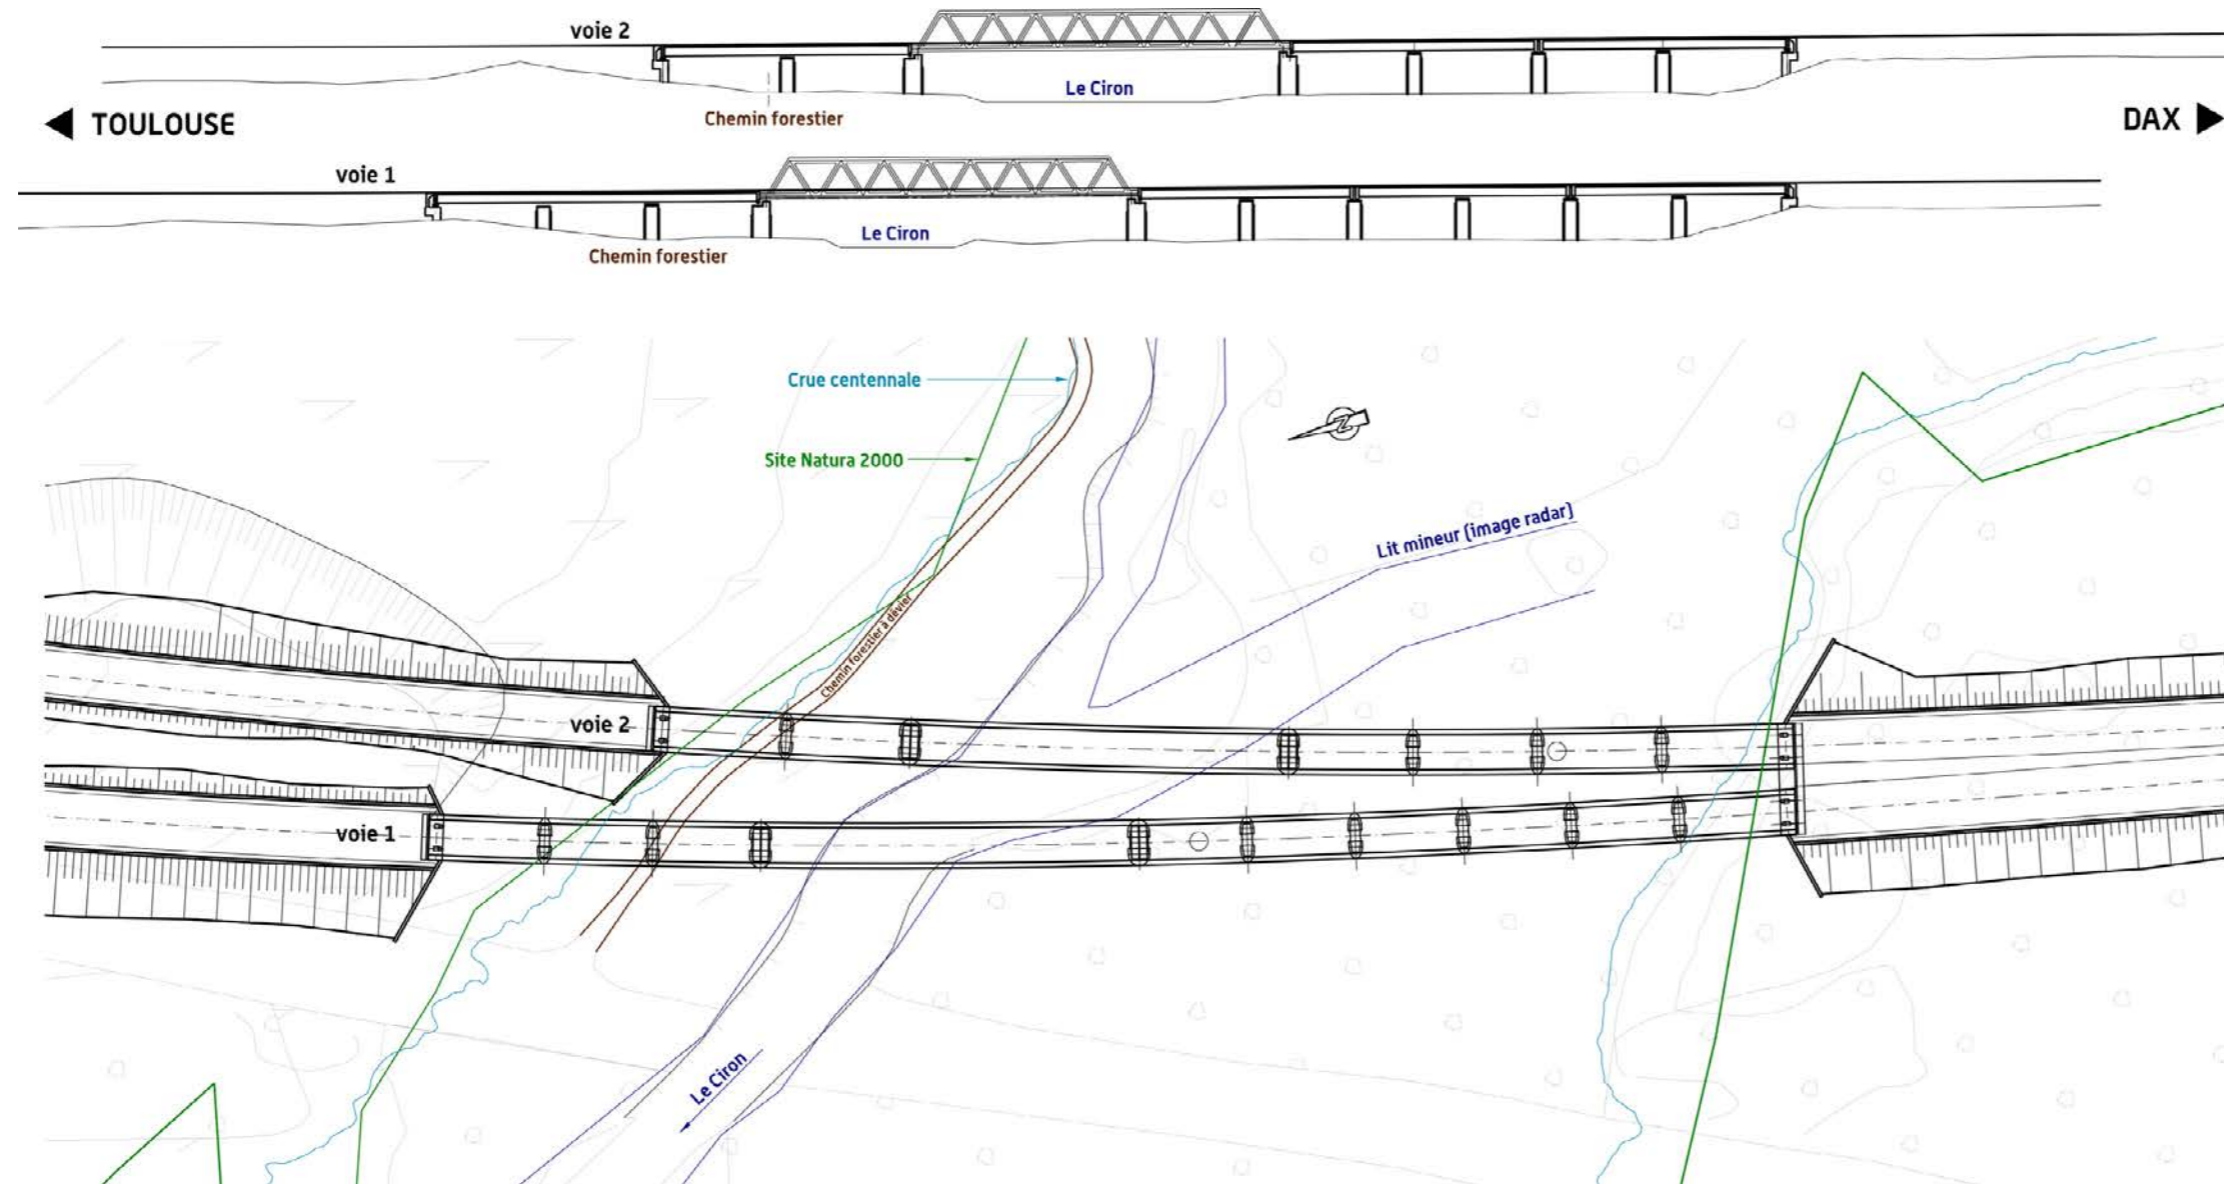 voie 2
Le Ciron
Chemin forestier
TOULOUSE
DAX
voie 1
Le Ciron
Chemin forestier
Crue centennale
Site Natura 2000
Lit mineur (image radar)
Chemin forestier à dévier
voie 2
voie 1
Le Ciron